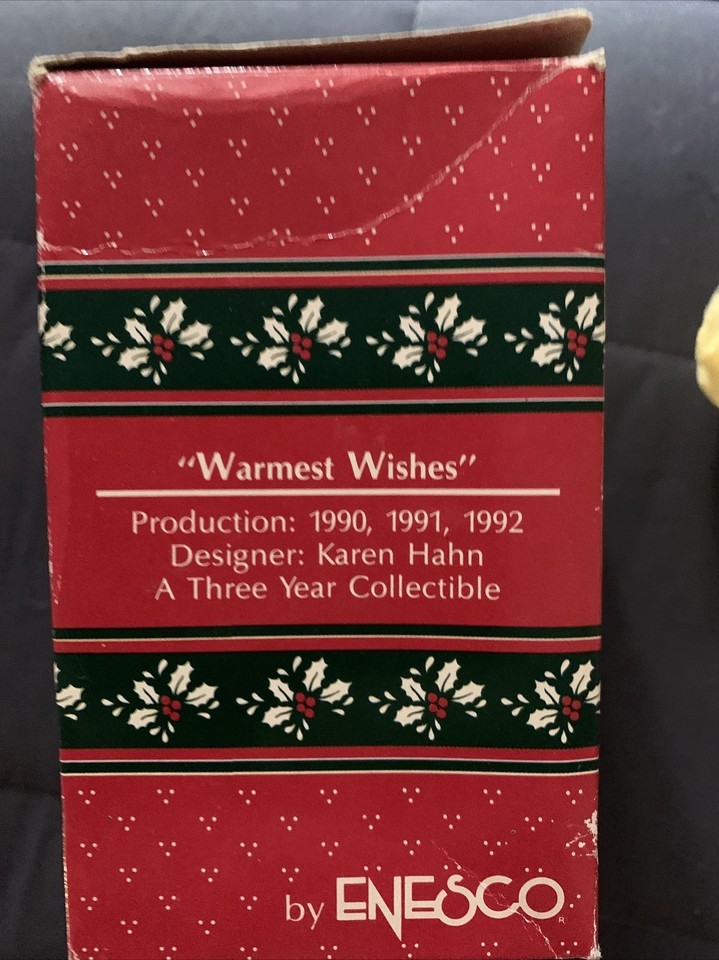 "Warmest Wishes"
Production: 1990, 1991, 1992
Designer: Karen Hahn
A Three Year Collectible
by ENESCO®